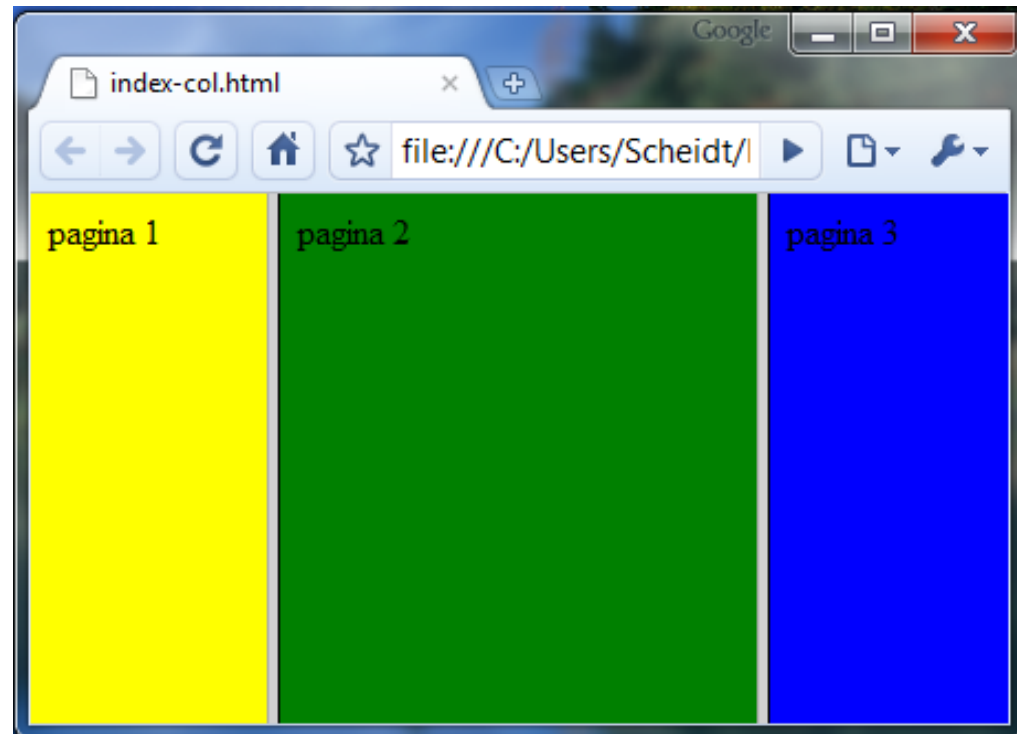 Google
index-col.html
file:///C:/Users/Scheidt/
pagina 1
pagina 2
pagina 3